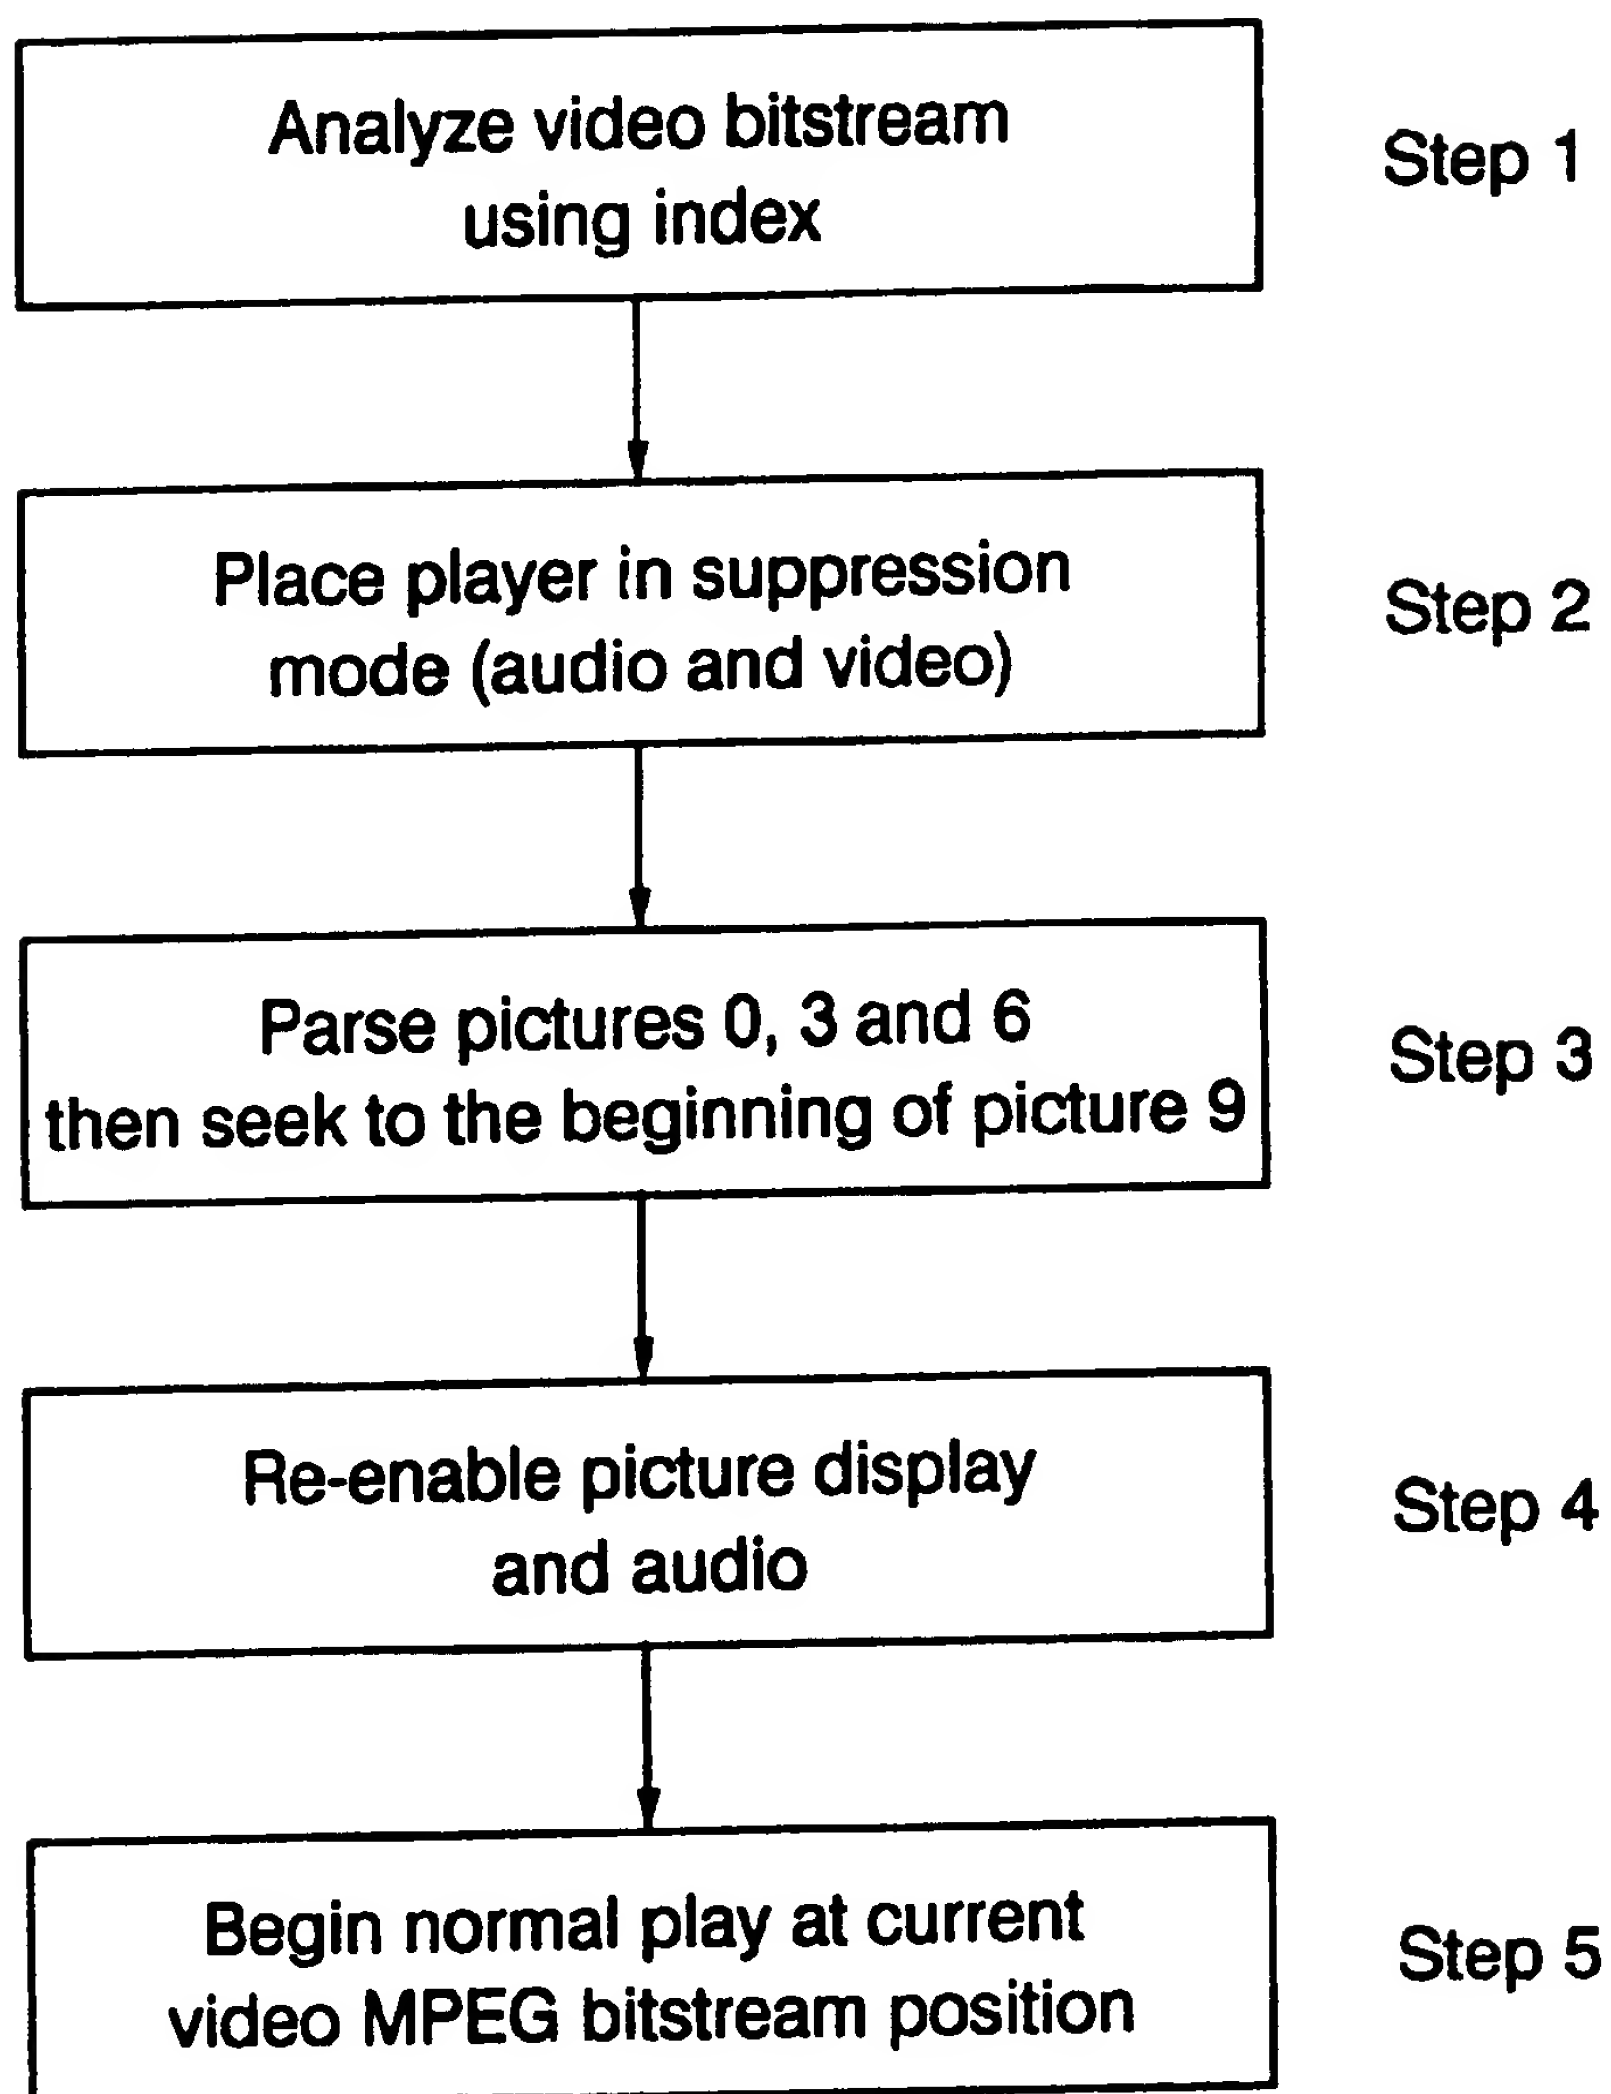 Analyze video bitstream
using index
Step 1
Place player in suppression
mode (audio and video)
Step 2
Parse pictures 0, 3 and 6
then seek to the beginning of picture 9
Step 3
Re-enable picture display
and audio
Step 4
Begin normal play at current
video MPEG bitstream position
Step 5